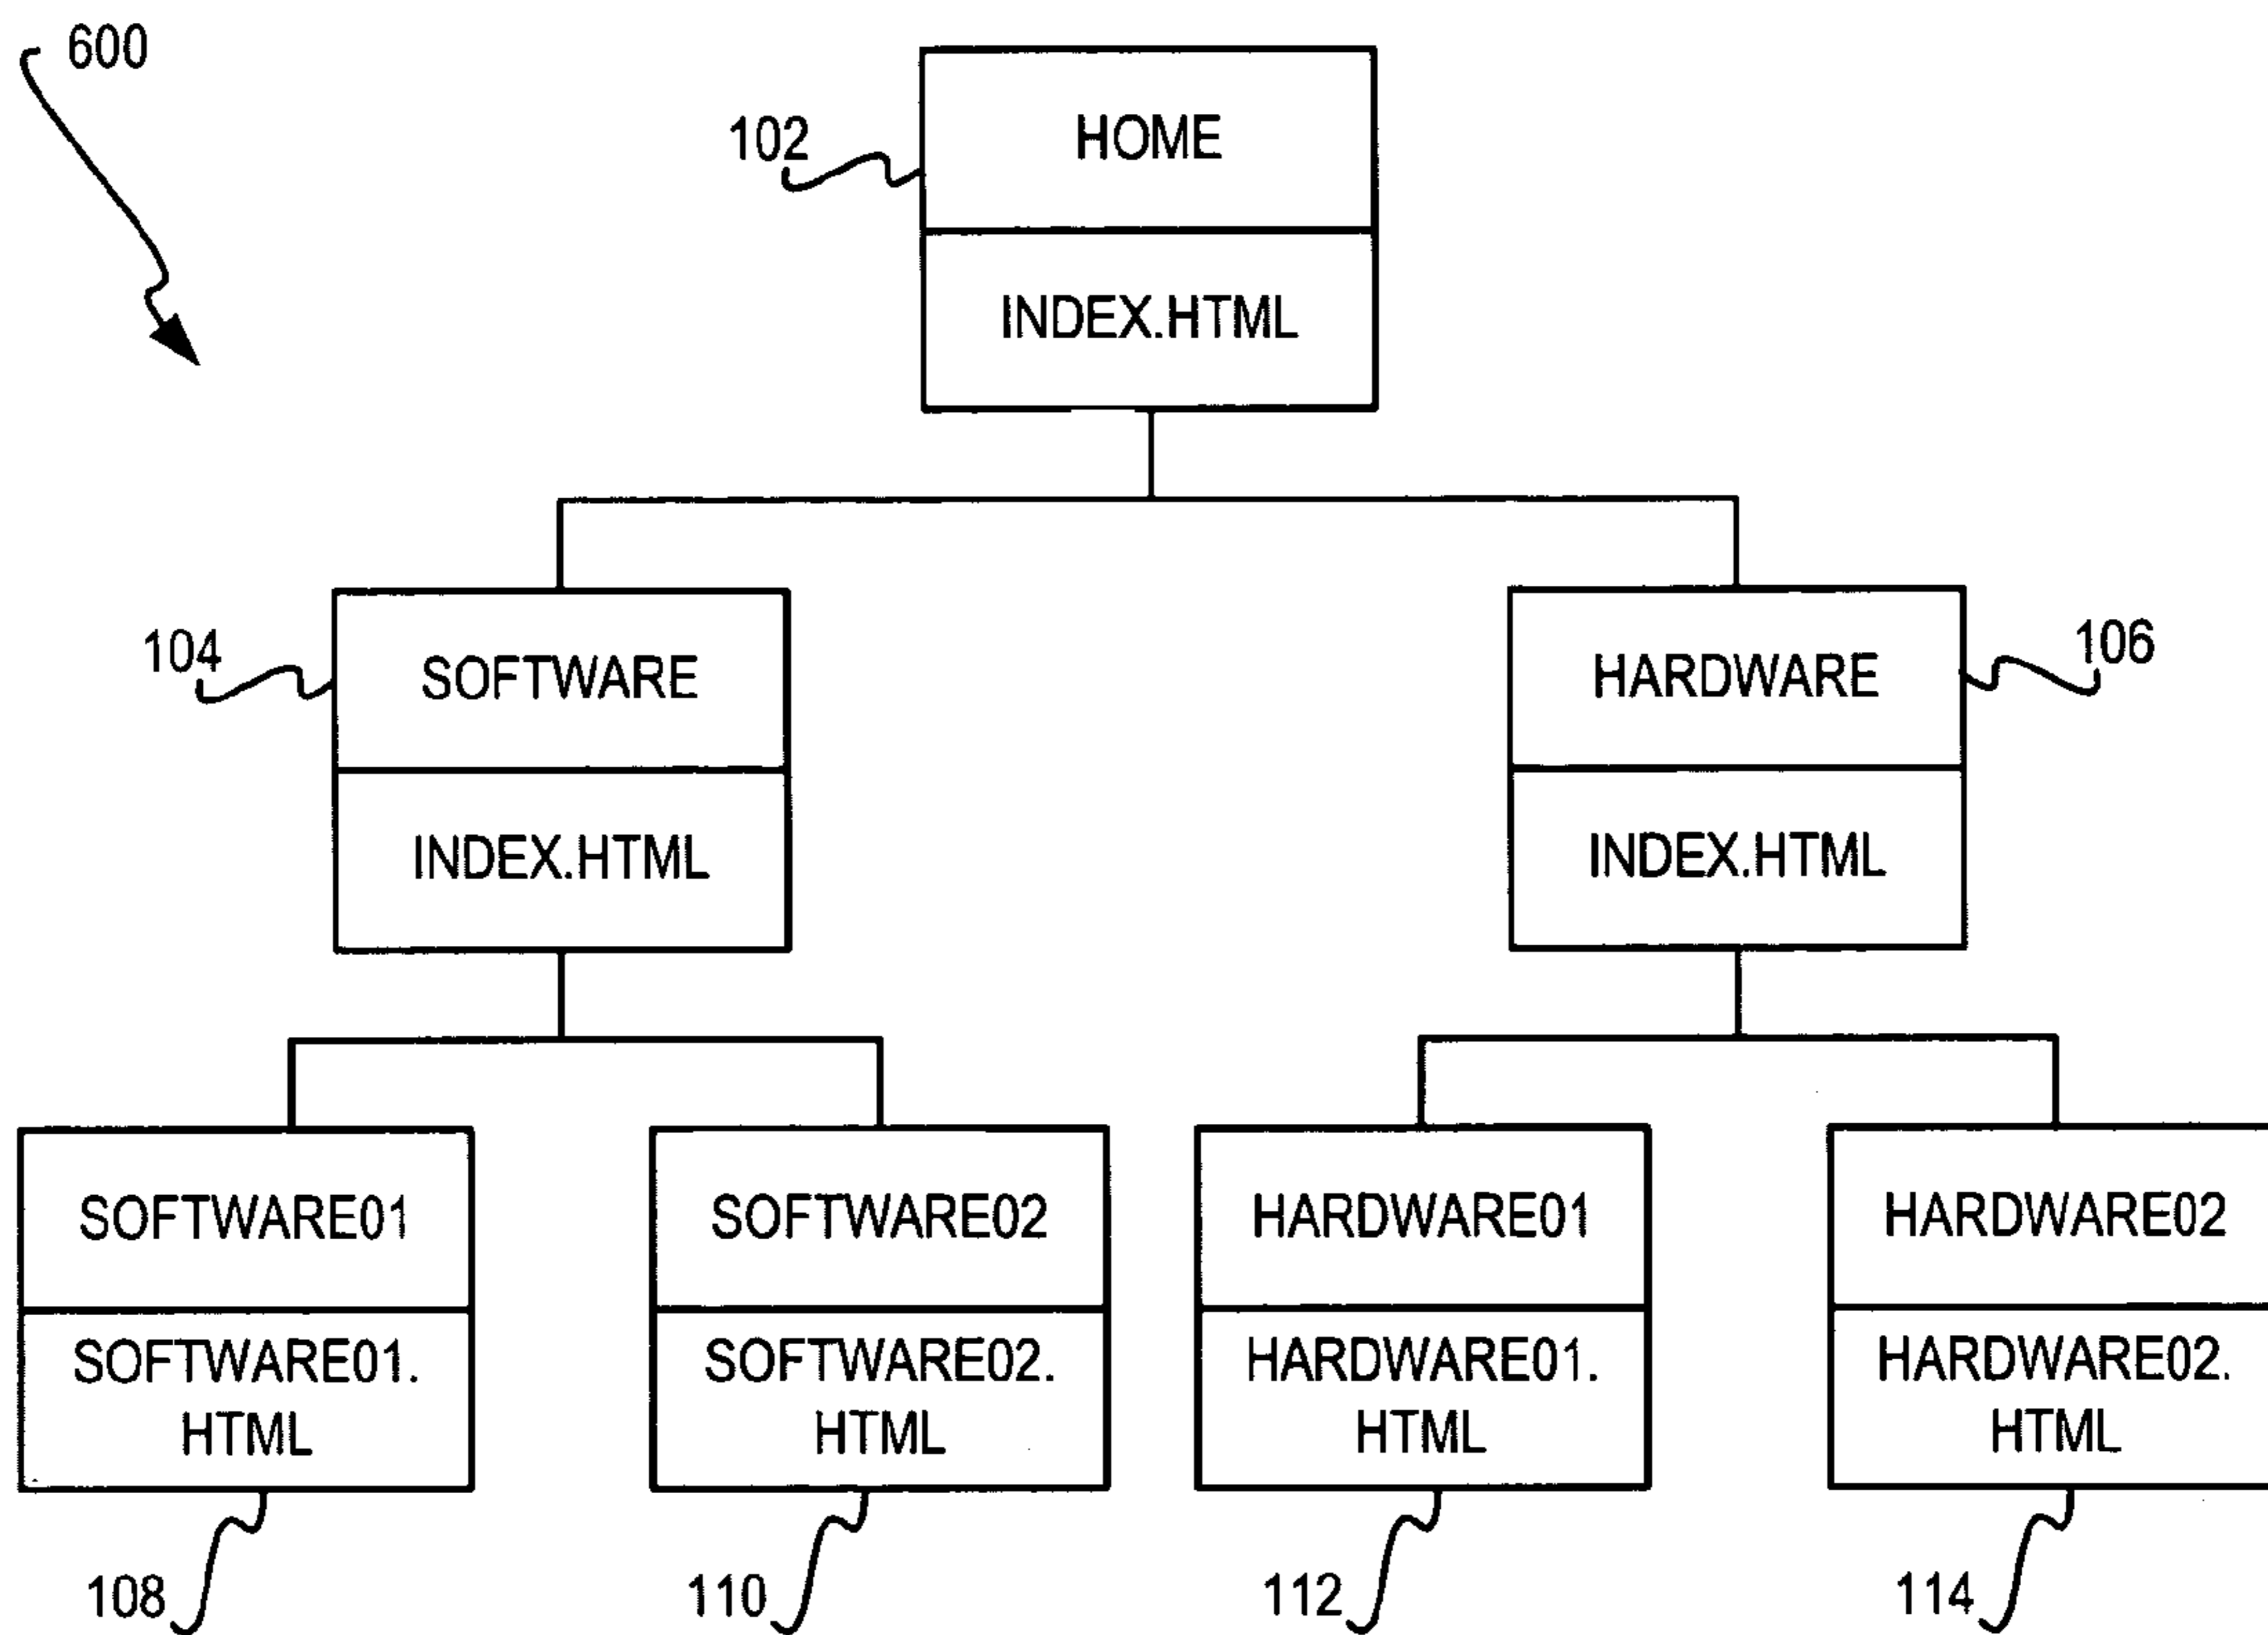 600
102
HOME
INDEX.HTML
104
SOFTWARE
INDEX.HTML
HARDWARE
106
INDEX.HTML
SOFTWARE01
SOFTWARE01.
HTML
SOFTWARE02
SOFTWARE02.
HTML
HARDWARE01
HARDWARE01.
HTML
HARDWARE02
HARDWARE02.
HTML
108
110
112
114